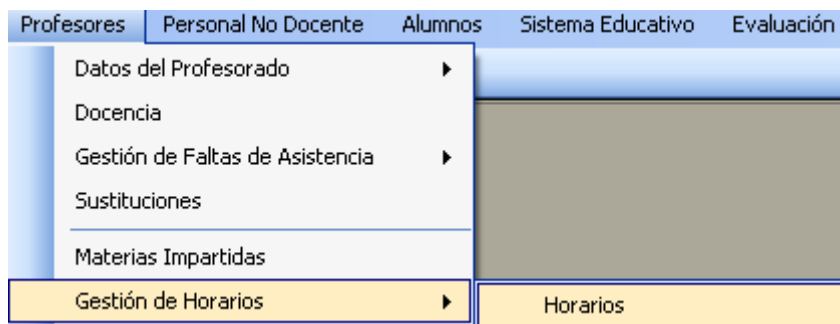 Profesores Personal No Docente Alumnos Sistema Educativo Evaluación
Datos del Profesorado
Docencia
Gestión de Faltas de Asistencia
Sustituciones
Materias Impartidas
Gestión de Horarios Horarios